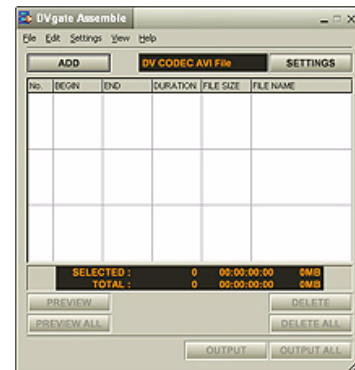 DVgate Assemble
File Edit Settings View Help
ADD DV CODEC AVI File SETTINGS
No. BEGIN END DURATION FILE SIZE FILE NAME
SELECTED : 0 00:00:00:00 0MB
TOTAL : 0 00:00:00:00 0MB
PREVIEW DELETE
PREVIEW ALL DELETE ALL
OUTPUT OUTPUT ALL